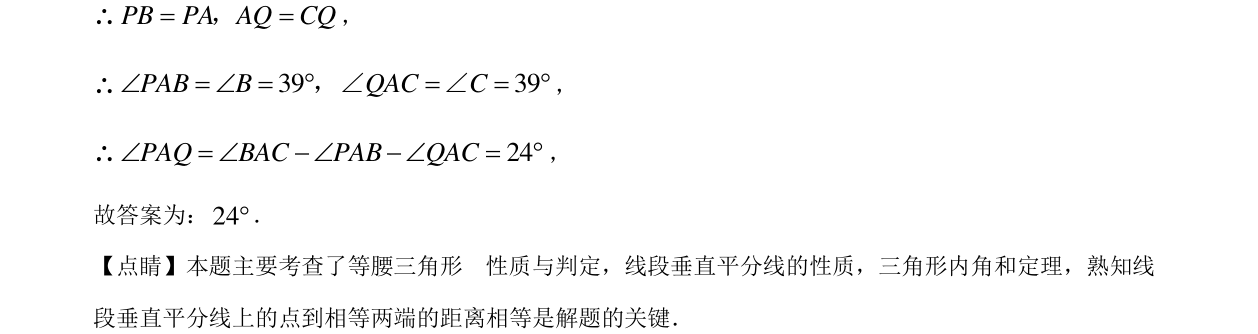 ∴ PB = PA，AQ = CQ，
∴ ∠PAB = ∠B = 39°，∠QAC = ∠C = 39°，
∴ ∠PAQ = ∠BAC − ∠PAB − ∠QAC = 24°，
故答案为：24°．
【点睛】本题主要考查了等腰三角形 性质与判定，线段垂直平分线的性质，三角形内角和定理，熟知线
段垂直平分线上的点到相等两端的距离相等是解题的关键．